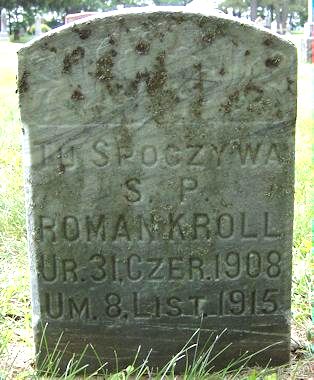 TU SPOCZYWA
S. P.
ROMAN KROLL
UR. 31. CZER. 1908
UM. 8. LIST. 1915.